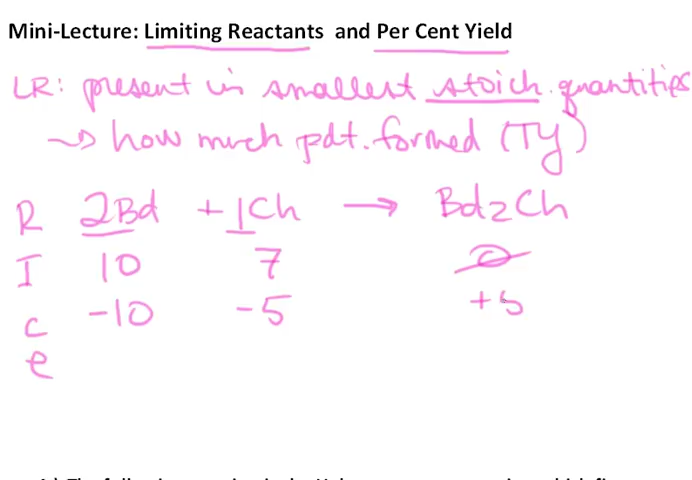 Mini-Lecture: Limiting Reactants and Per Cent Yield
LR: present in smallest stoich. quantities
→ how much pdt. formed (TY)
R 2Bd + 1Ch → Bd2Ch
I 10 7 0
C -10 -5 +5
e